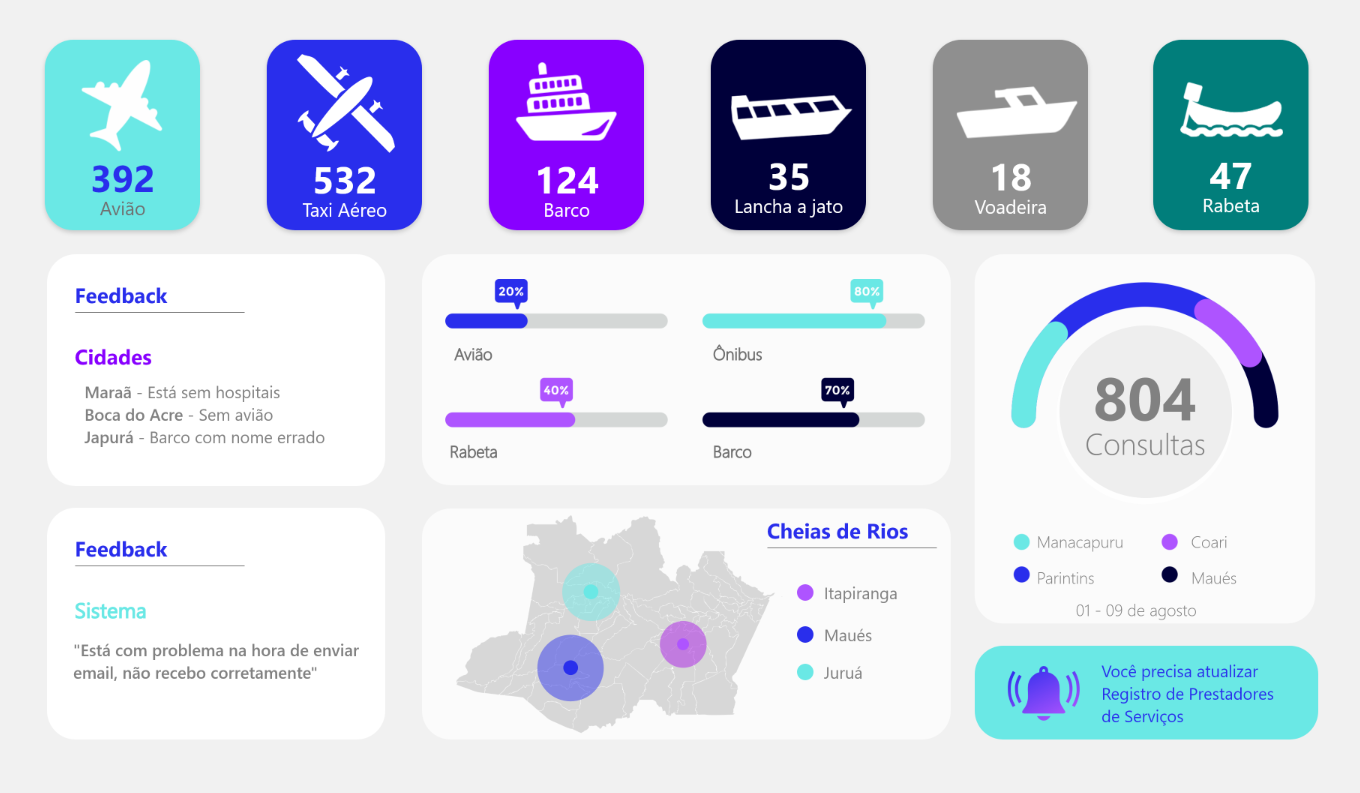 392
Avião
532
Taxi Aéreo
124
Barco
35
Lancha a jato
18
Voadeira
47
Rabeta
Feedback
Cidades
Maraã - Está sem hospitais
Boca do Acre - Sem avião
Japurá - Barco com nome errado
20%
Avião
80%
Ônibus
40%
Rabeta
70%
Barco
804
Consultas
Manacapuru
Coari
Parintins
Maués
01 - 09 de agosto
Feedback
Sistema
"Está com problema na hora de enviar
email, não recebo corretamente"
Cheias de Rios
Itapiranga
Maués
Juruá
Você precisa atualizar
Registro de Prestadores
de Serviços